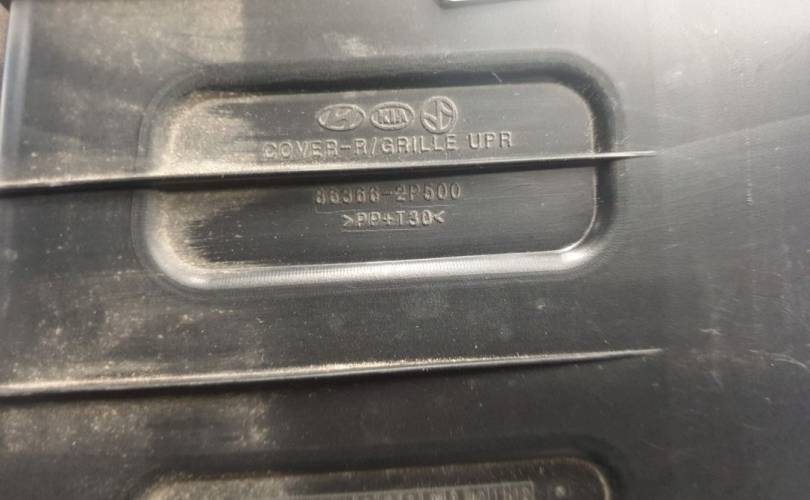 KIA
COVER-R/GRILLE UPR
86366-2P500
>PP+T30<